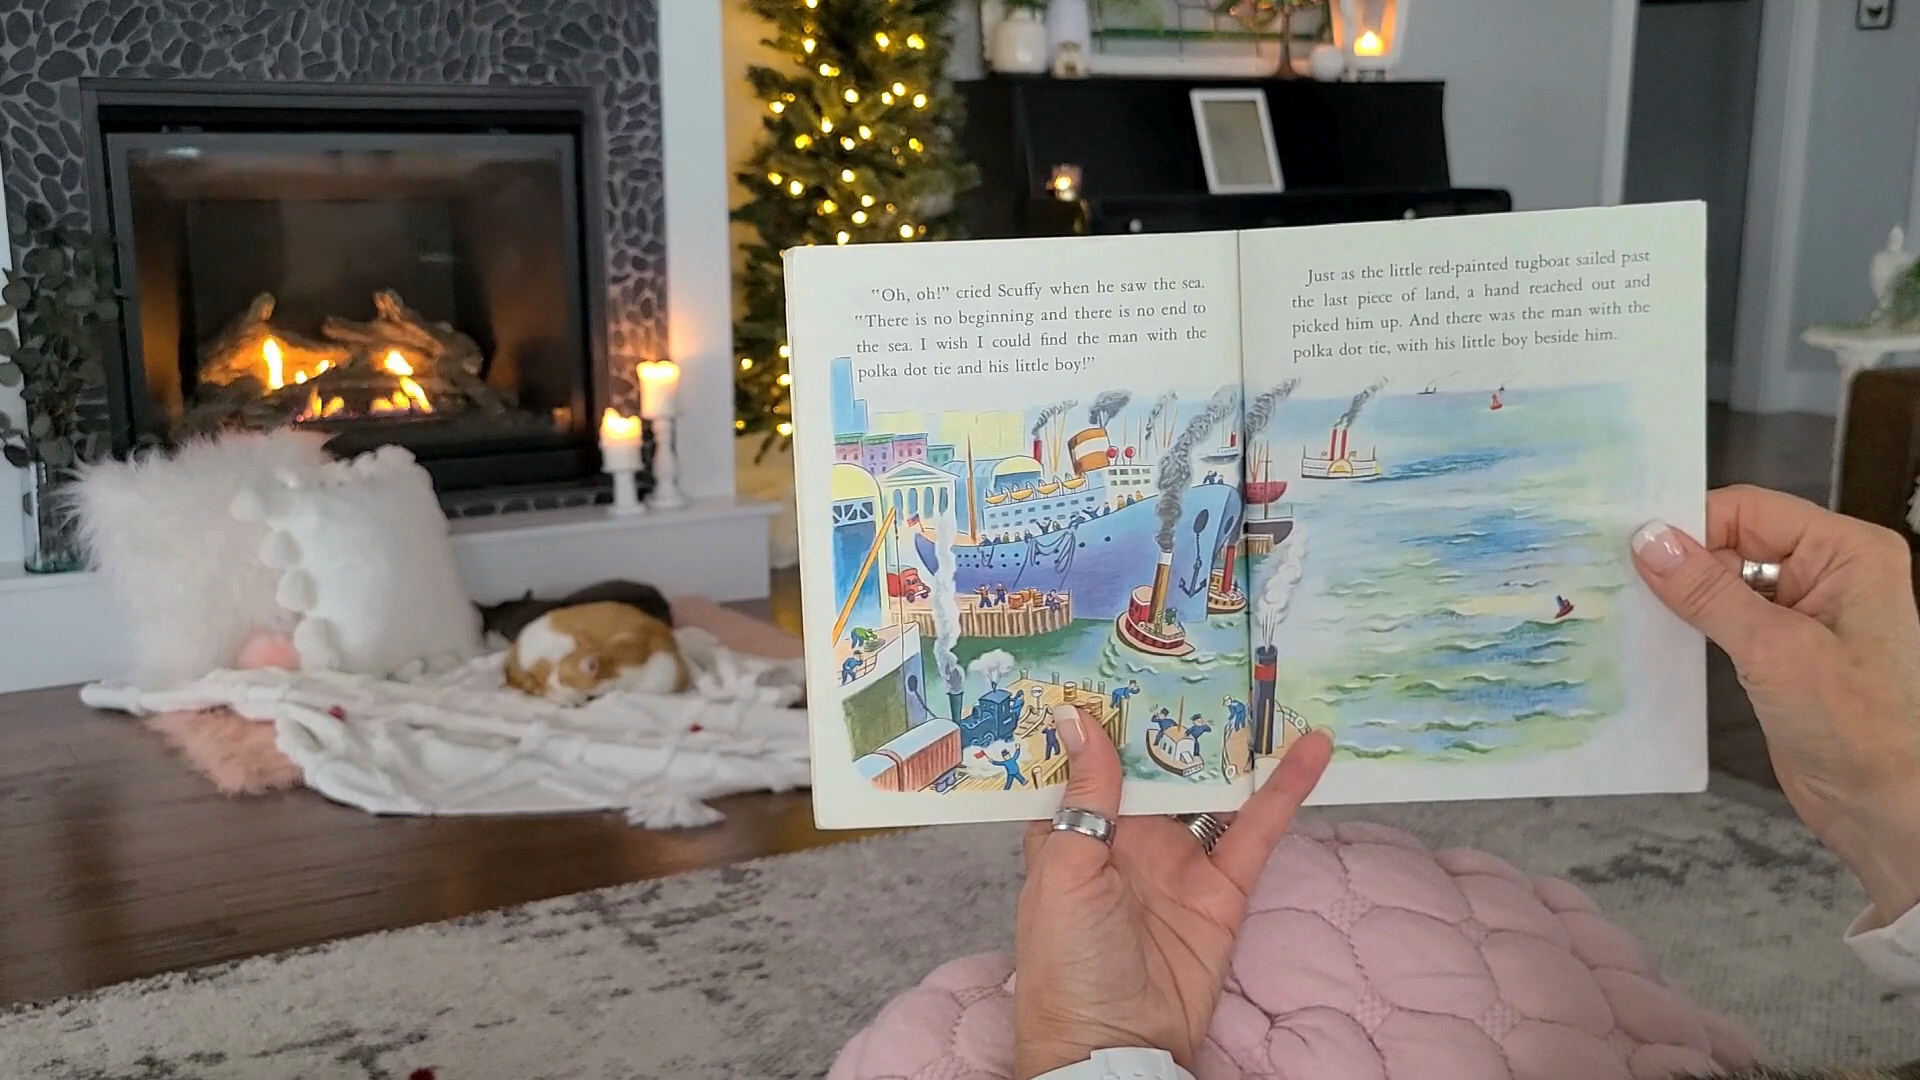 "Oh, oh!" cried Scuffy when he saw the sea.
"There is no beginning and there is no end to
the sea. I wish I could find the man with the
polka dot tie and his little boy!"
Just as the little red-painted tugboat sailed past
the last piece of land, a hand reached out and
picked him up. And there was the man with the
polka dot tie, with his little boy beside him.